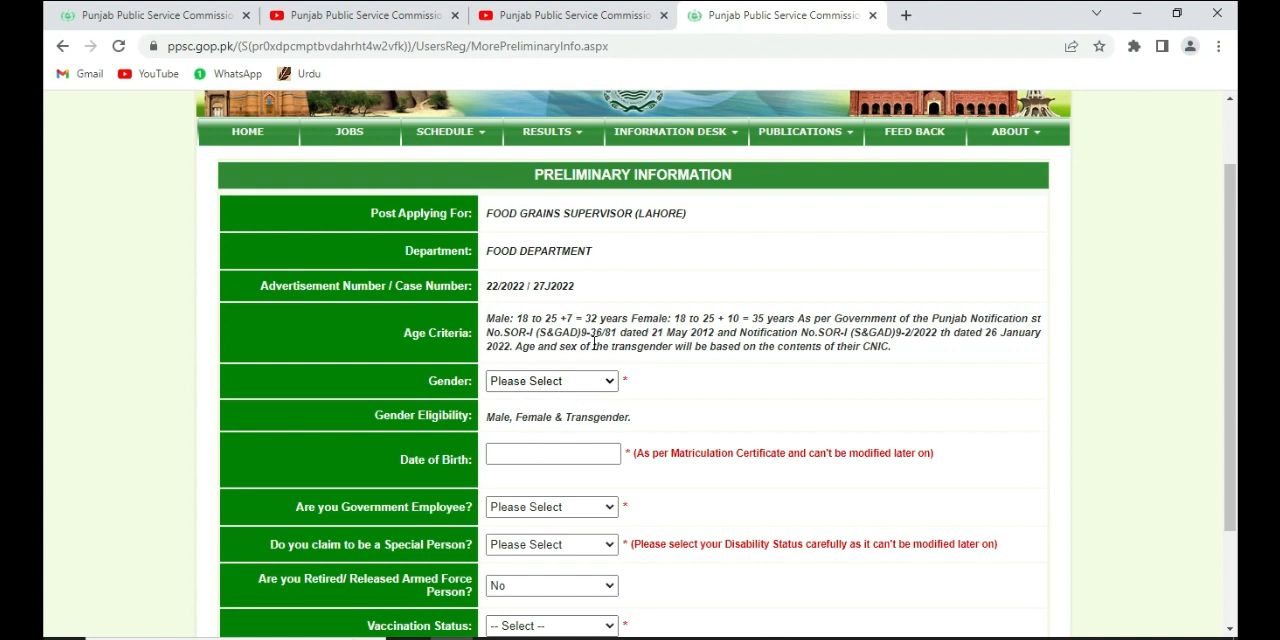 Punjab Public Service Commissio
Punjab Public Service Commissio
Punjab Public Service Commissio
Punjab Public Service Commissio
ppsc.gop.pk/(S(pr0xdpcmptbvdahrht4w2vfk))/UsersReg/MorePreliminaryInfo.aspx
Gmail YouTube WhatsApp Urdu
HOME JOBS SCHEDULE RESULTS INFORMATION DESK PUBLICATIONS FEED BACK ABOUT
PRELIMINARY INFORMATION
Post Applying For: FOOD GRAINS SUPERVISOR (LAHORE)
Department: FOOD DEPARTMENT
Advertisement Number / Case Number: 22/2022 / 27J2022
Age Criteria: Male: 18 to 25 +7 = 32 years Female: 18 to 25 + 10 = 35 years As per Government of the Punjab Notification st
No.SOR-I (S&GAD)9-36/81 dated 21 May 2012 and Notification No.SOR-I (S&GAD)9-2/2022 th dated 26 January
2022. Age and sex of the transgender will be based on the contents of their CNIC.
Gender: Please Select *
Gender Eligibility: Male, Female & Transgender.
Date of Birth: * (As per Matriculation Certificate and can't be modified later on)
Are you Government Employee? Please Select *
Do you claim to be a Special Person? Please Select * (Please select your Disability Status carefully as it can't be modified later on)
Are you Retired/ Released Armed Force
Person? No
Vaccination Status: -- Select -- *